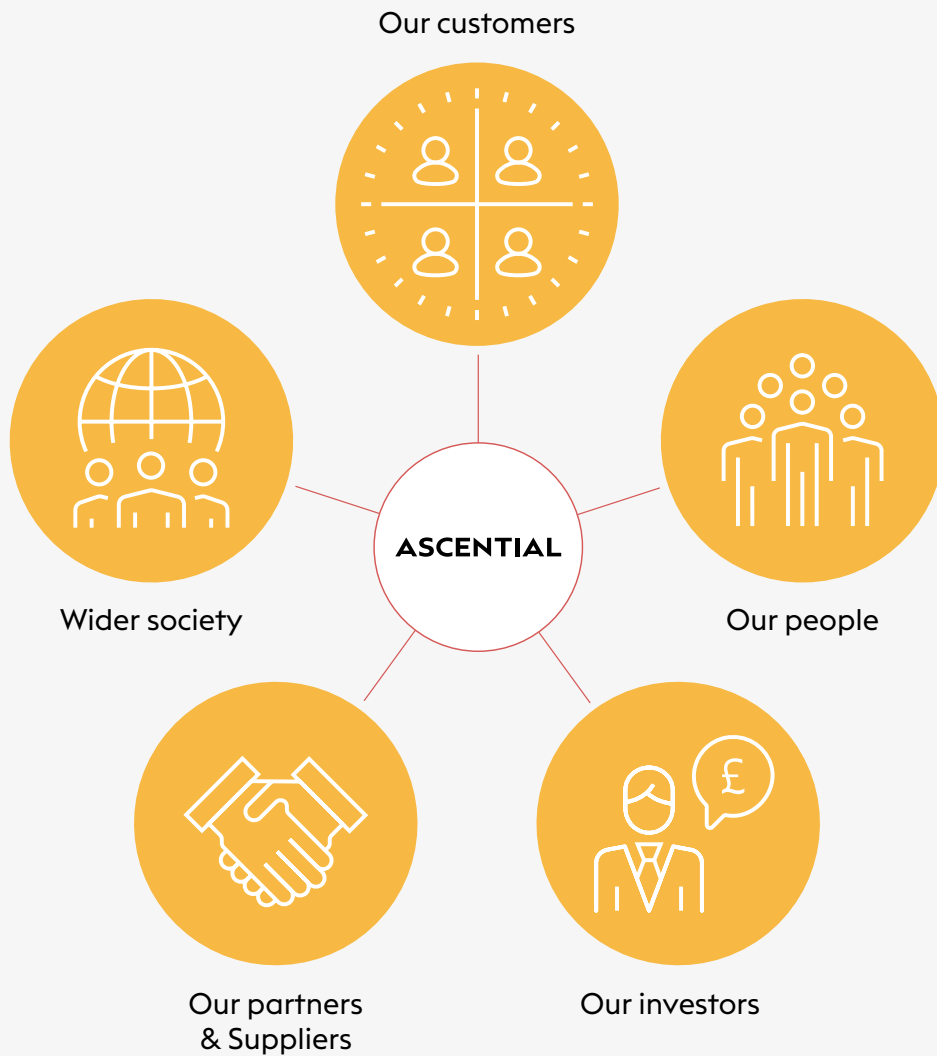 Our customers
ASCENTIAL
Wider society
Our people
£
Our partners
& Suppliers
Our investors